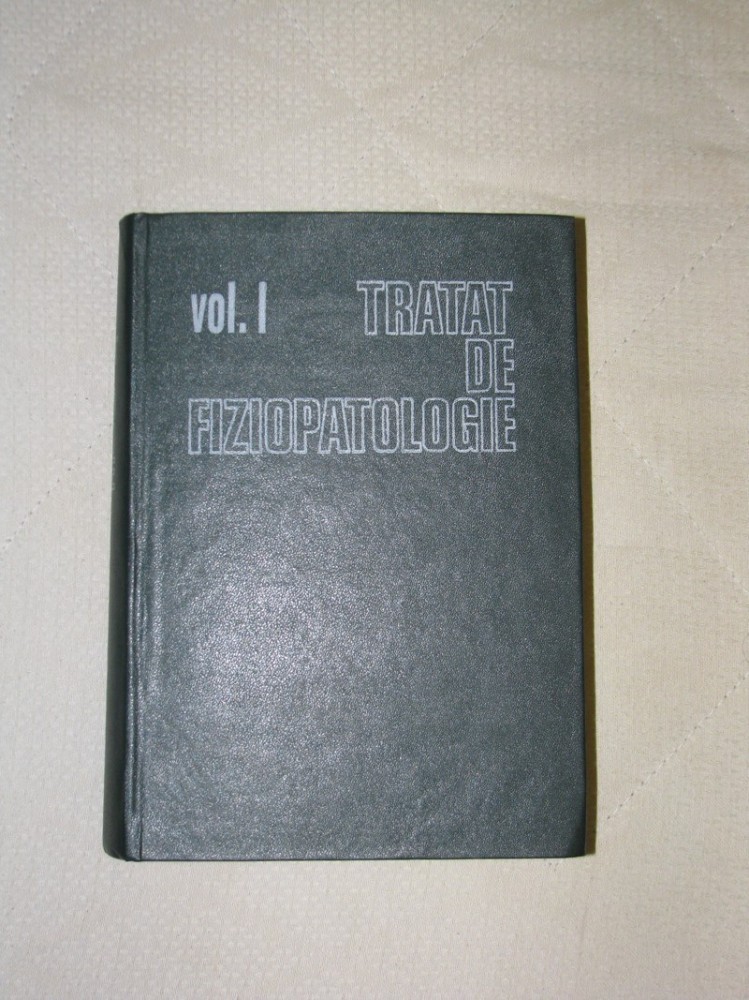 vol. I TRATAT
DE
FIZIOPATOLOGIE